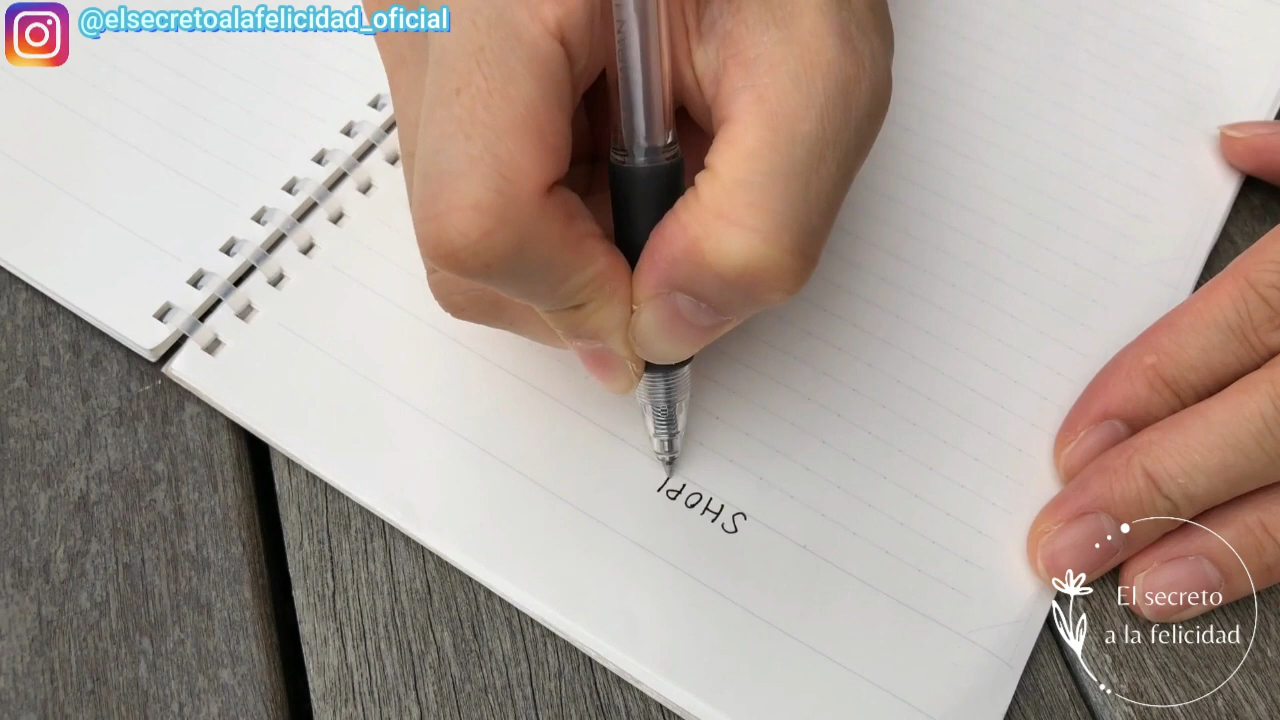 @elsecretoalafelicidad_oficial
SHOPI
El secreto
a la felicidad